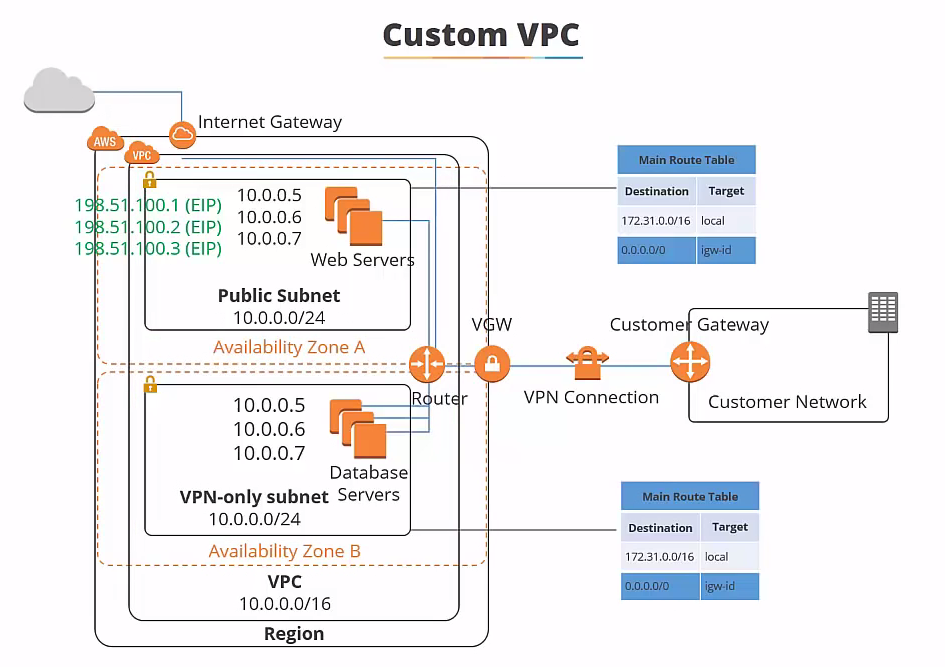 Custom VPC
Internet Gateway
AWS
VPC
198.51.100.1 (EIP)
198.51.100.2 (EIP)
198.51.100.3 (EIP)
10.0.0.5
10.0.0.6
10.0.0.7
Web Servers
Public Subnet
10.0.0.0/24
Availability Zone A
Main Route Table
Destination Target
172.31.0.0/16 local
0.0.0.0/0 igw-id
VGW
Customer Gateway
Router
VPN Connection
Customer Network
10.0.0.5
10.0.0.6
10.0.0.7
Database
Servers
VPN-only subnet
10.0.0.0/24
Availability Zone B
Main Route Table
Destination Target
172.31.0.0/16 local
0.0.0.0/0 igw-id
VPC
10.0.0.0/16
Region